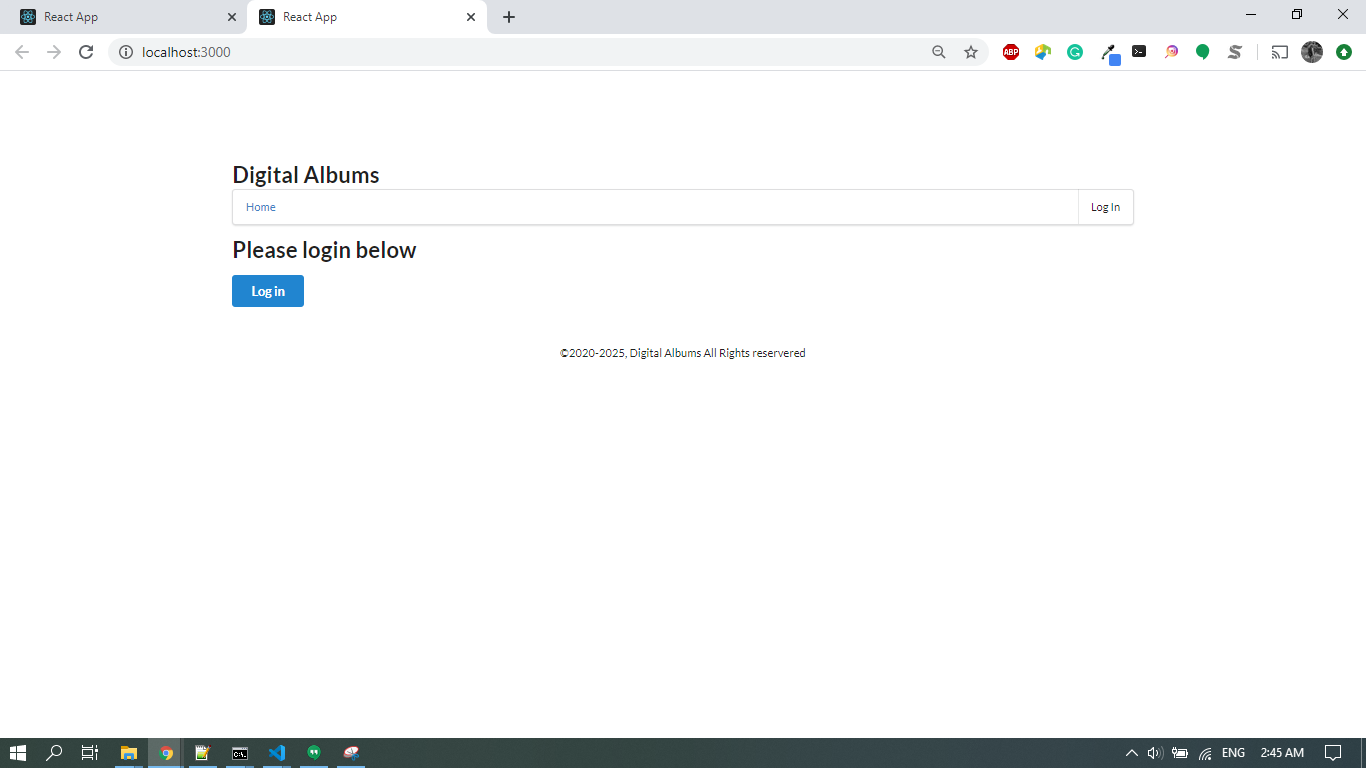 React App
React App
localhost:3000
ABP
Digital Albums
Home
Log In
Please login below
Log in
©2020-2025, Digital Albums All Rights reservered
C:\.
ENG
2:45 AM